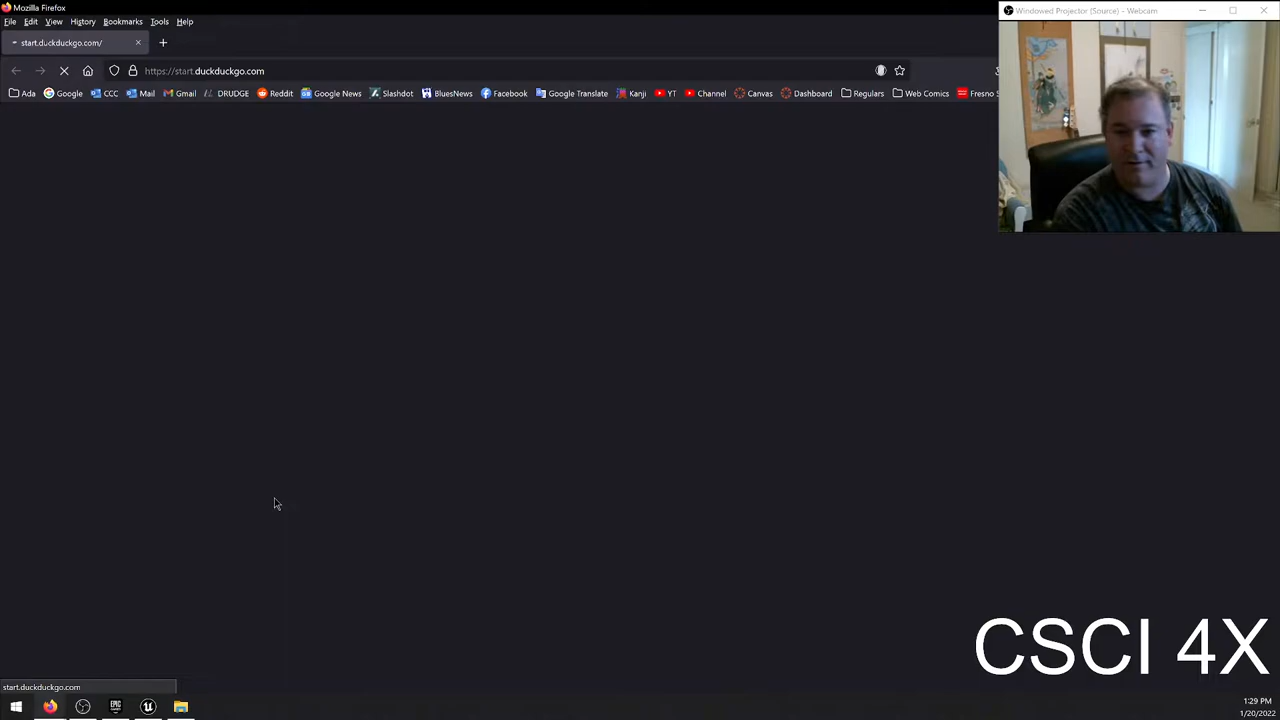 Mozilla Firefox
Windowed Projector (Source) - Webcam
File Edit View History Bookmarks Tools Help
start.duckduckgo.com/
https://start.duckduckgo.com
Ada Google CCC Mail Gmail DRUDGE Reddit Google News Slashdot HackerNews Facebook Google Translate Kanji YT Channel Canvas Dashboard Regulars Web Comics Fresno S
CSCI 4X
start.duckduckgo.com
1:29 PM
1/20/2022